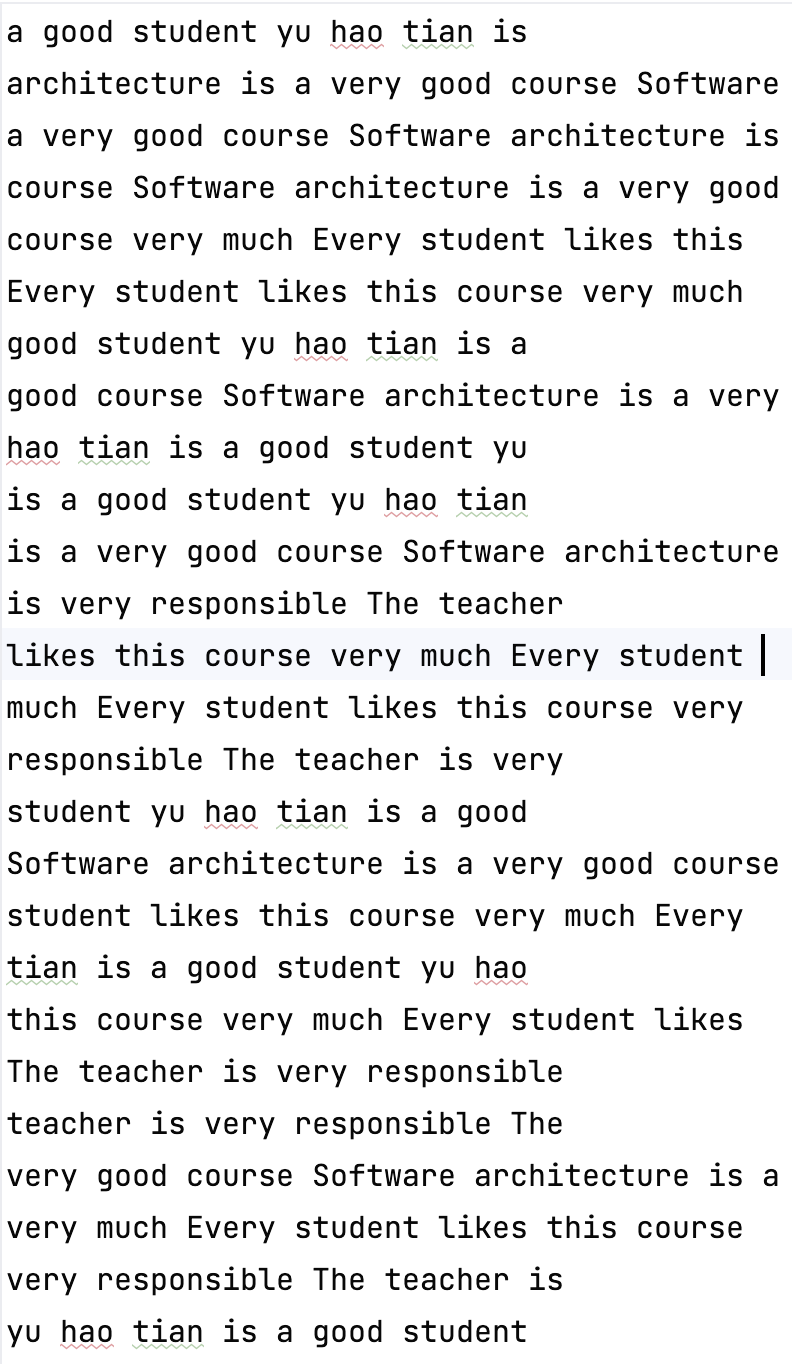 a good student yu hao tian is
architecture is a very good course Software
a very good course Software architecture is
course Software architecture is a very good
course very much Every student likes this
Every student likes this course very much
good student yu hao tian is a
good course Software architecture is a very
hao tian is a good student yu
is a good student yu hao tian
is a very good course Software architecture
is very responsible The teacher
likes this course very much Every student
much Every student likes this course very
responsible The teacher is very
student yu hao tian is a good
Software architecture is a very good course
student likes this course very much Every
tian is a good student yu hao
this course very much Every student likes
The teacher is very responsible
teacher is very responsible The
very good course Software architecture is a
very much Every student likes this course
very responsible The teacher is
yu hao tian is a good student